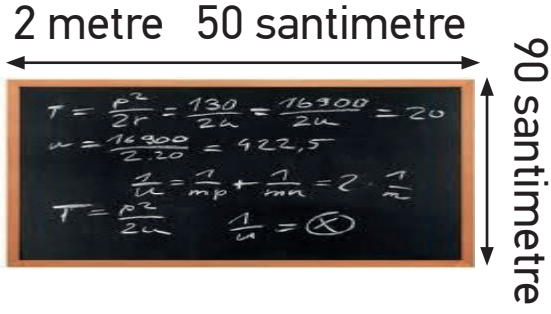 2 metre 50 santimetre
90 santimetre
T = p²/2r = 130/2u = 16900/2u = 20
u = 16900/2.20 = 422,5
1/u = 1/mp + 1/mn = 2 · 1/m
T = p²/2u 1/u = ⓧ